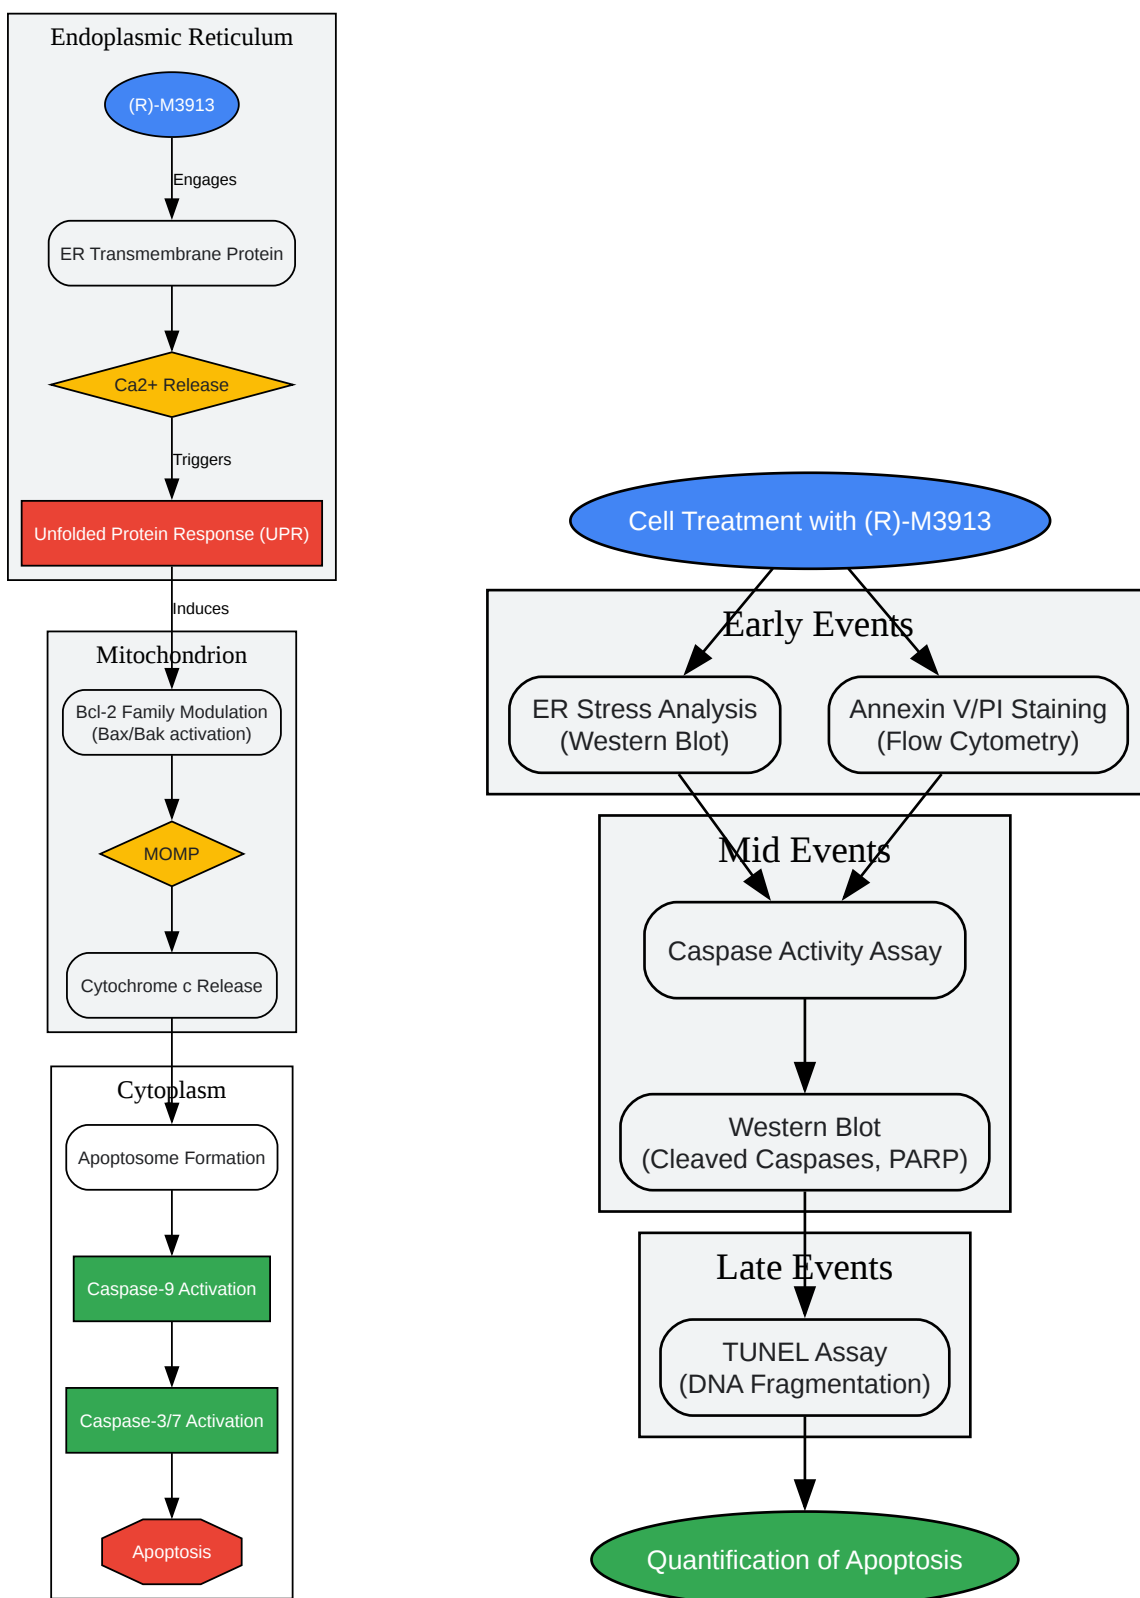 Endoplasmic Reticulum
(R)-M3913
Engages
ER Transmembrane Protein
Ca2+ Release
Triggers
Unfolded Protein Response (UPR)
Induces
Mitochondrion
Bcl-2 Family Modulation
(Bax/Bak activation)
MOMP
Cytochrome c Release
Cytoplasm
Apoptosome Formation
Caspase-9 Activation
Caspase-3/7 Activation
Apoptosis
Cell Treatment with (R)-M3913
Early Events
ER Stress Analysis
(Western Blot)
Annexin V/PI Staining
(Flow Cytometry)
Mid Events
Caspase Activity Assay
Western Blot
(Cleaved Caspases, PARP)
Late Events
TUNEL Assay
(DNA Fragmentation)
Quantification of Apoptosis